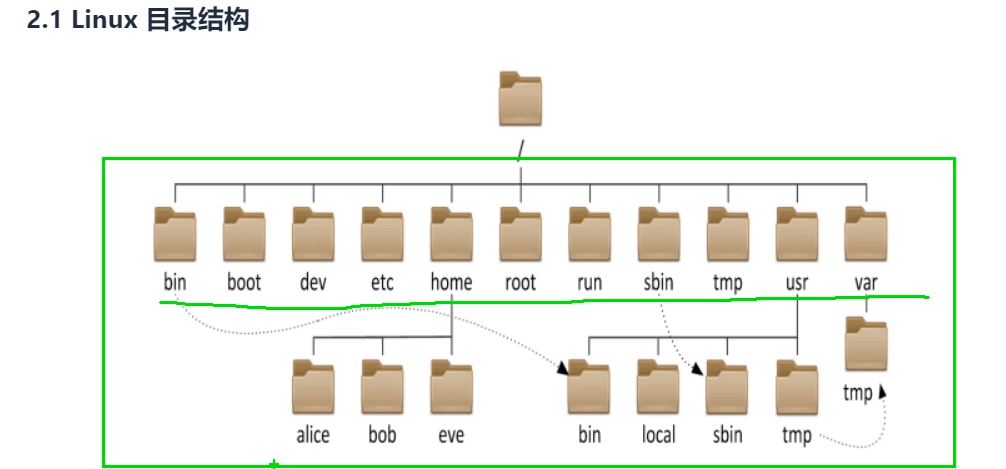 2.1 Linux 目录结构
/
bin boot dev etc home root run sbin tmp usr var
tmp
alice bob eve bin local sbin tmp